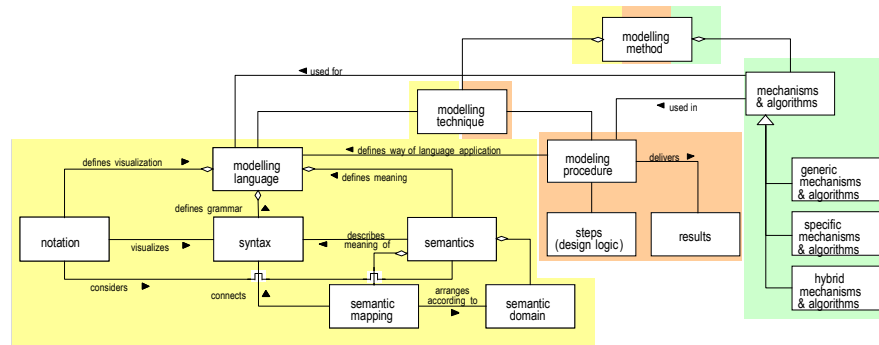 modelling
method
used for
mechanisms
& algorithms
modelling
technique
used in
defines way of language application
modeling
procedure
delivers
defines visualization
modelling
language
defines meaning
generic
mechanisms
& algorithms
defines grammar
notation
visualizes
syntax
describes
meaning of
semantics
steps
(design logic)
results
specific
mechanisms
& algorithms
considers
connects
semantic
mapping
arranges
according to
semantic
domain
hybrid
mechanisms
& algorithms